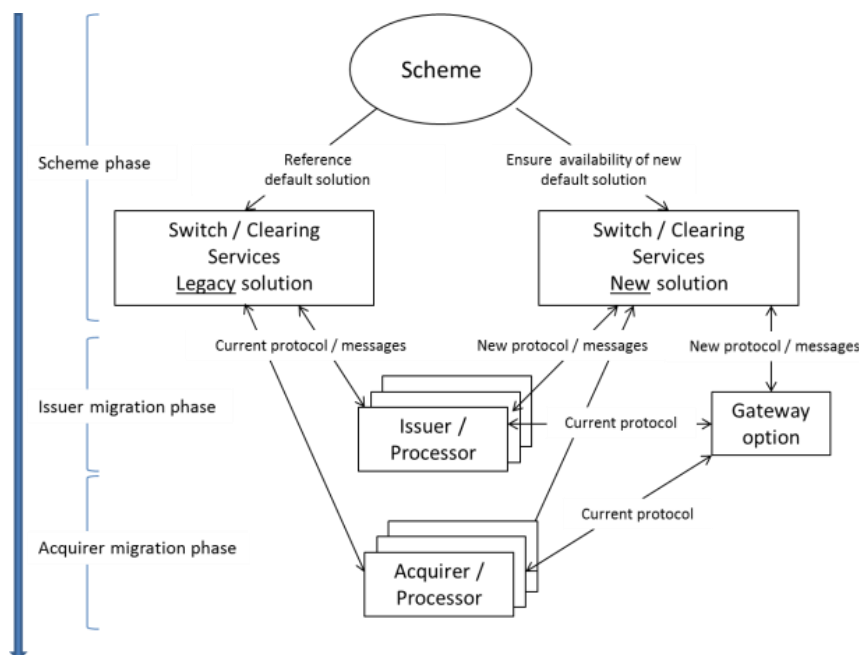 Scheme
Scheme phase
Reference
default solution
Ensure availability of new
default solution
Switch / Clearing
Services
Legacy solution
Switch / Clearing
Services
New solution
Current protocol / messages
New protocol / messages
New protocol / messages
Issuer migration phase
Issuer /
Processor
Current protocol
Gateway
option
Current protocol
Acquirer migration phase
Acquirer /
Processor